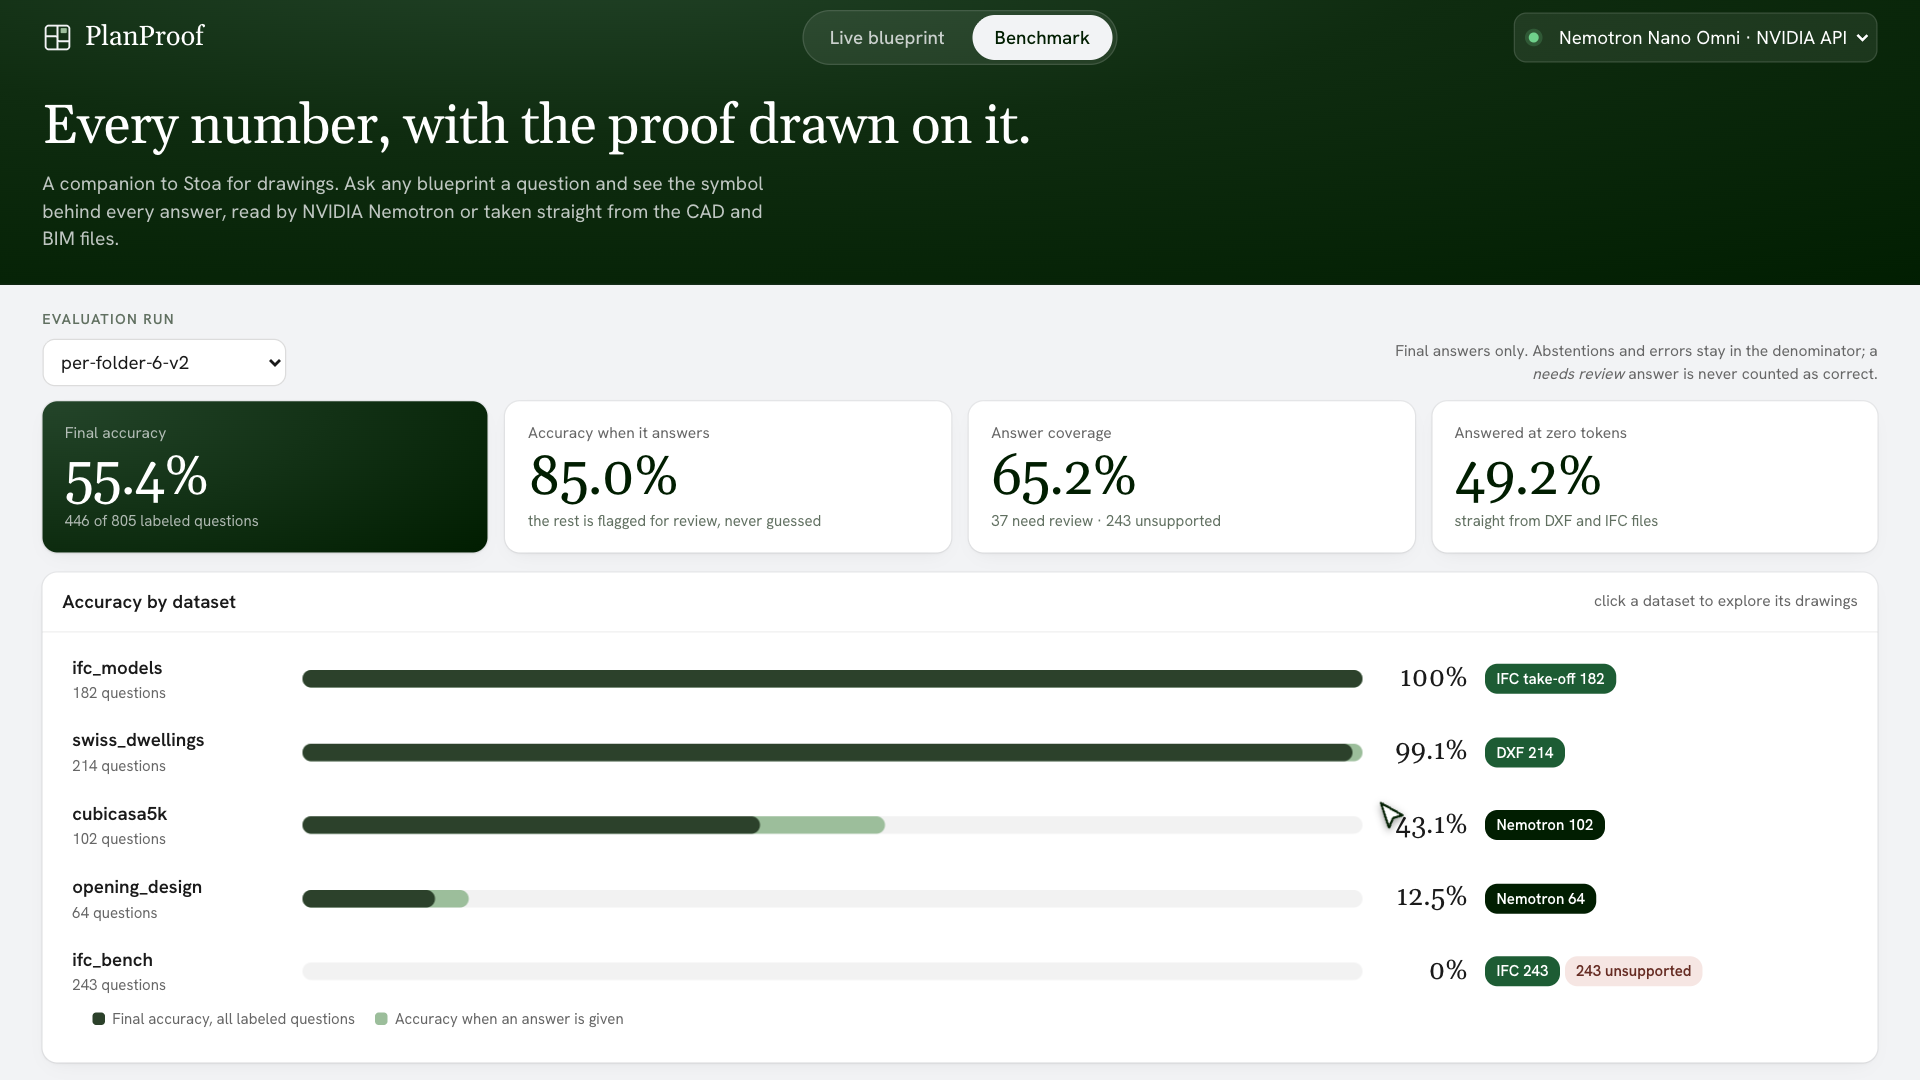 PlanProof
Live blueprint
Benchmark
Nemotron Nano Omni · NVIDIA API
Every number, with the proof drawn on it.
A companion to Stoa for drawings. Ask any blueprint a question and see the symbol
behind every answer, read by NVIDIA Nemotron or taken straight from the CAD and
BIM files.
EVALUATION RUN
per-folder-6-v2
Final answers only. Abstentions and errors stay in the denominator; a
needs review answer is never counted as correct.
Final accuracy
55.4%
446 of 805 labeled questions
Accuracy when it answers
85.0%
the rest is flagged for review, never guessed
Answer coverage
65.2%
37 need review · 243 unsupported
Answered at zero tokens
49.2%
straight from DXF and IFC files
Accuracy by dataset
click a dataset to explore its drawings
ifc_models
182 questions
100%
IFC take-off 182
swiss_dwellings
214 questions
99.1%
DXF 214
cubicasa5k
102 questions
43.1%
Nemotron 102
opening_design
64 questions
12.5%
Nemotron 64
ifc_bench
243 questions
0%
IFC 243
243 unsupported
Final accuracy, all labeled questions
Accuracy when an answer is given